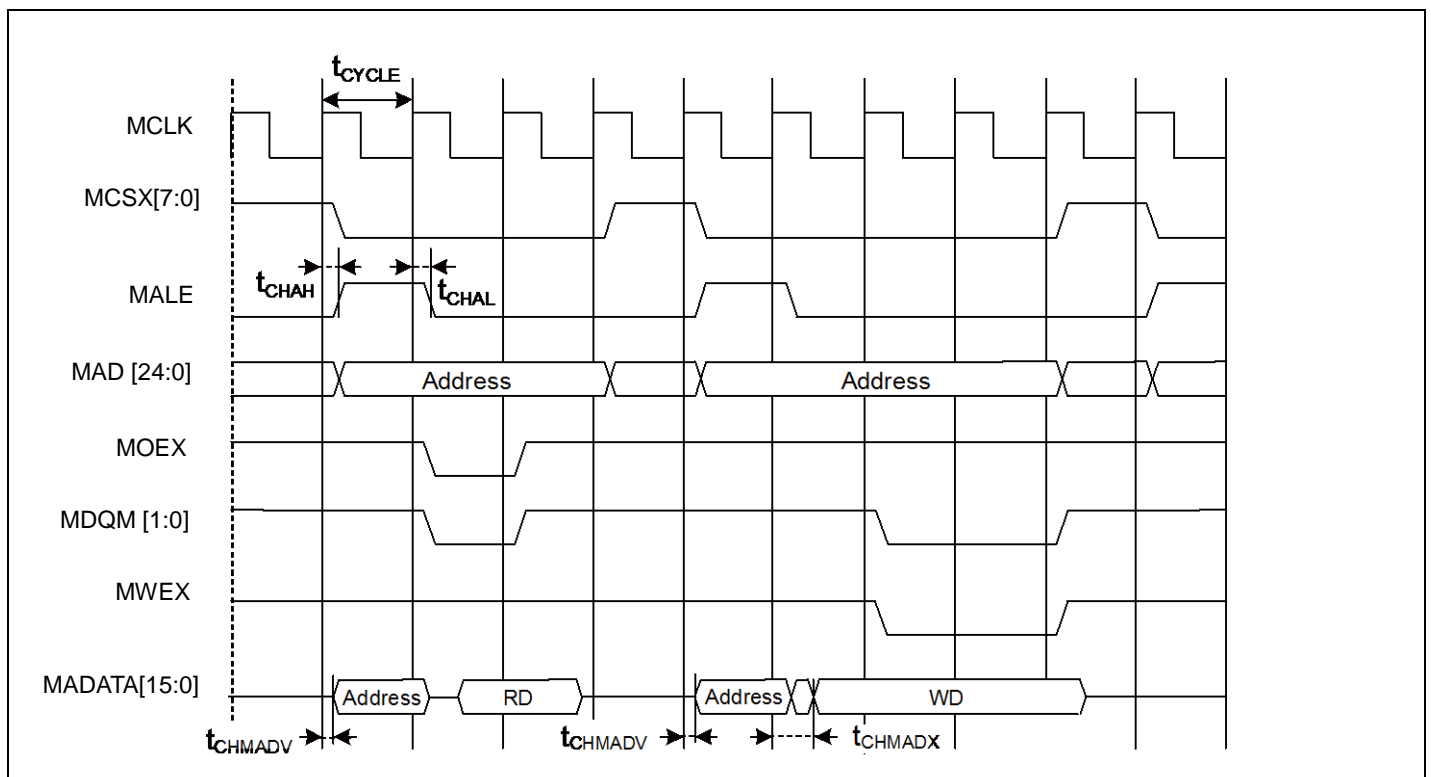 tCYCLE
MCLK
MCSX[7:0]
tCHAH
tCHAL
MALE
MAD [24:0]
Address
Address
MOEX
MDQM [1:0]
MWEX
MADATA[15:0]
Address
RD
Address
WD
tCHMADV
tCHMADV
tCHMADX